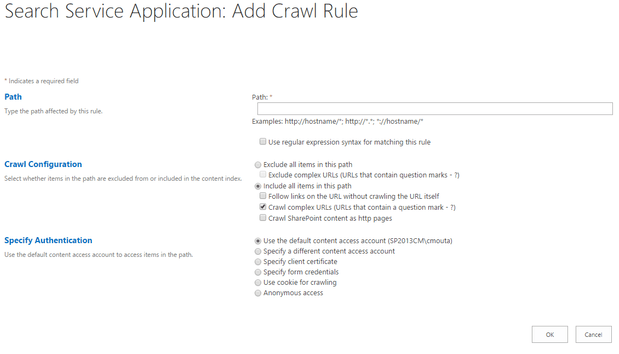 Search Service Application: Add Crawl Rule
* Indicates a required field
Path
Type the path affected by this rule.
Path: *
Examples: http://hostname/*; http://*.*; *://hostname/*
Use regular expression syntax for matching this rule
Crawl Configuration
Select whether items in the path are excluded from or included in the content index.
Exclude all items in this path
Exclude complex URLs (URLs that contain question marks - ?)
Include all items in this path
Follow links on the URL without crawling the URL itself
Crawl complex URLs (URLs that contain a question mark - ?)
Crawl SharePoint content as http pages
Specify Authentication
Use the default content access account to access items in the path.
Use the default content access account (SP2013CM\cmouta)
Specify a different content access account
Specify client certificate
Specify form credentials
Use cookie for crawling
Anonymous access
OK
Cancel